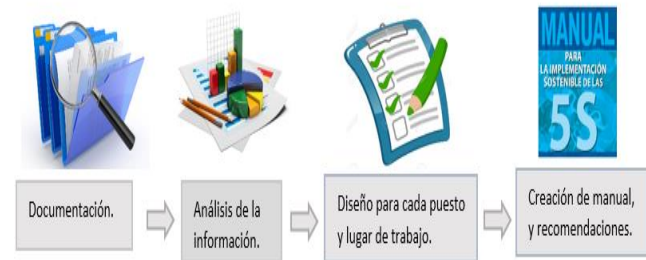 MANUAL
PARA
LA IMPLEMENTACIÓN
SOSTENIBLE DE LAS
5S
Documentación.
Análisis de la
información.
Diseño para cada puesto
y lugar de trabajo.
Creación de manual,
y recomendaciones.